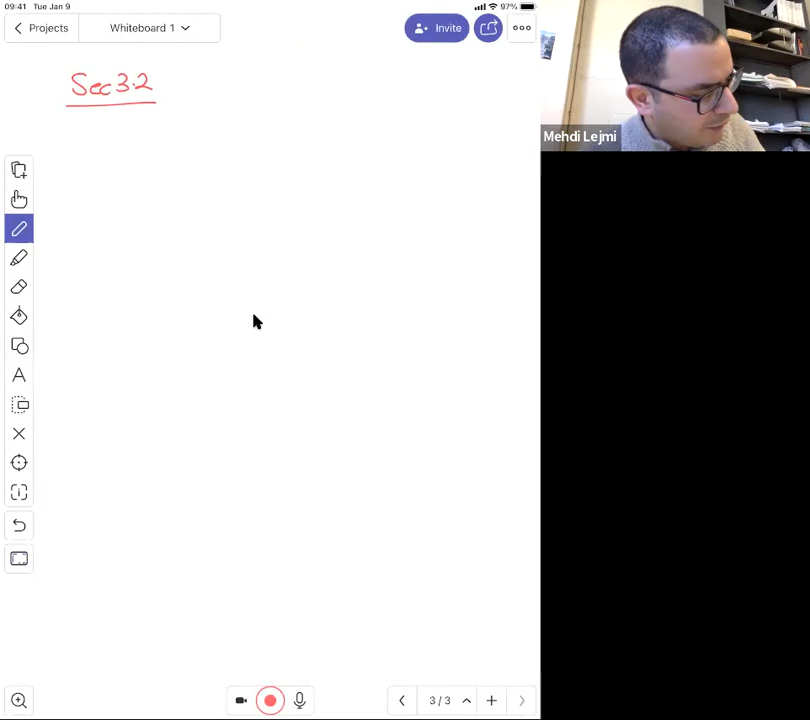 09:41 Tue Jan 9
97%
Projects
Whiteboard 1
Invite
Sec 3.2
Mehdi Lejmi
A
3 / 3